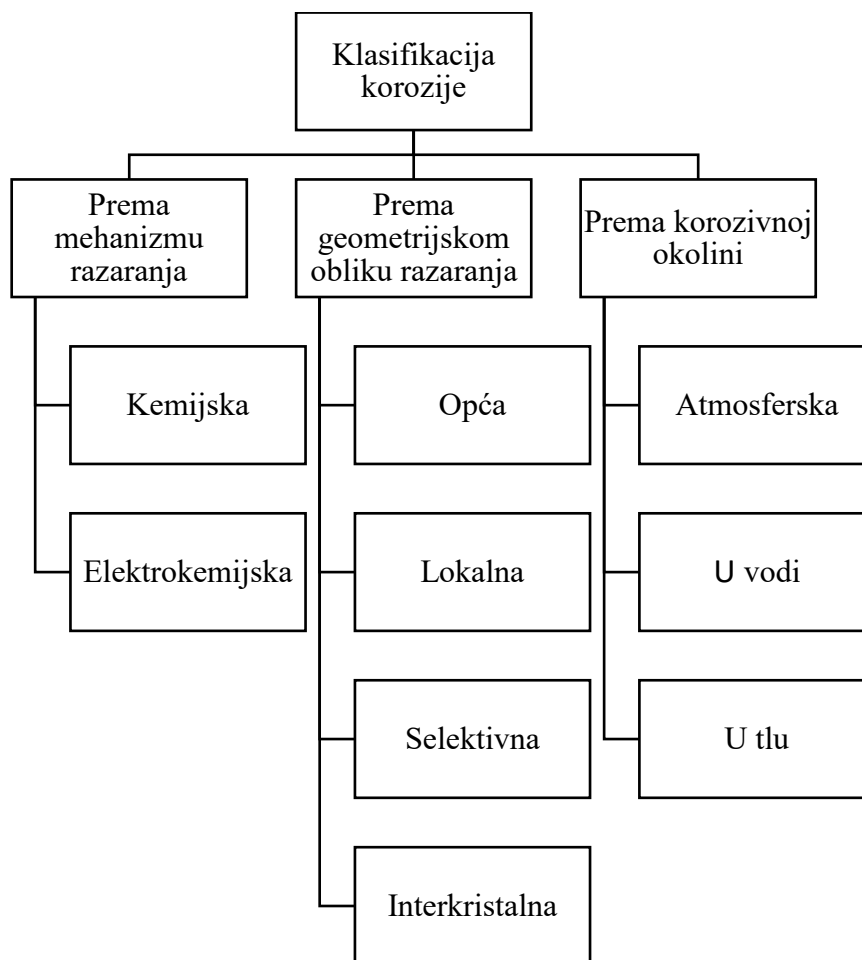 Klasifikacija
korozije
Prema
mehanizmu
razaranja
Kemijska
Elektrokemijska
Prema
geometrijskom
obliku razaranja
Opća
Lokalna
Selektivna
Interkristalna
Prema korozivnoj
okolini
Atmosferska
U vodi
U tlu